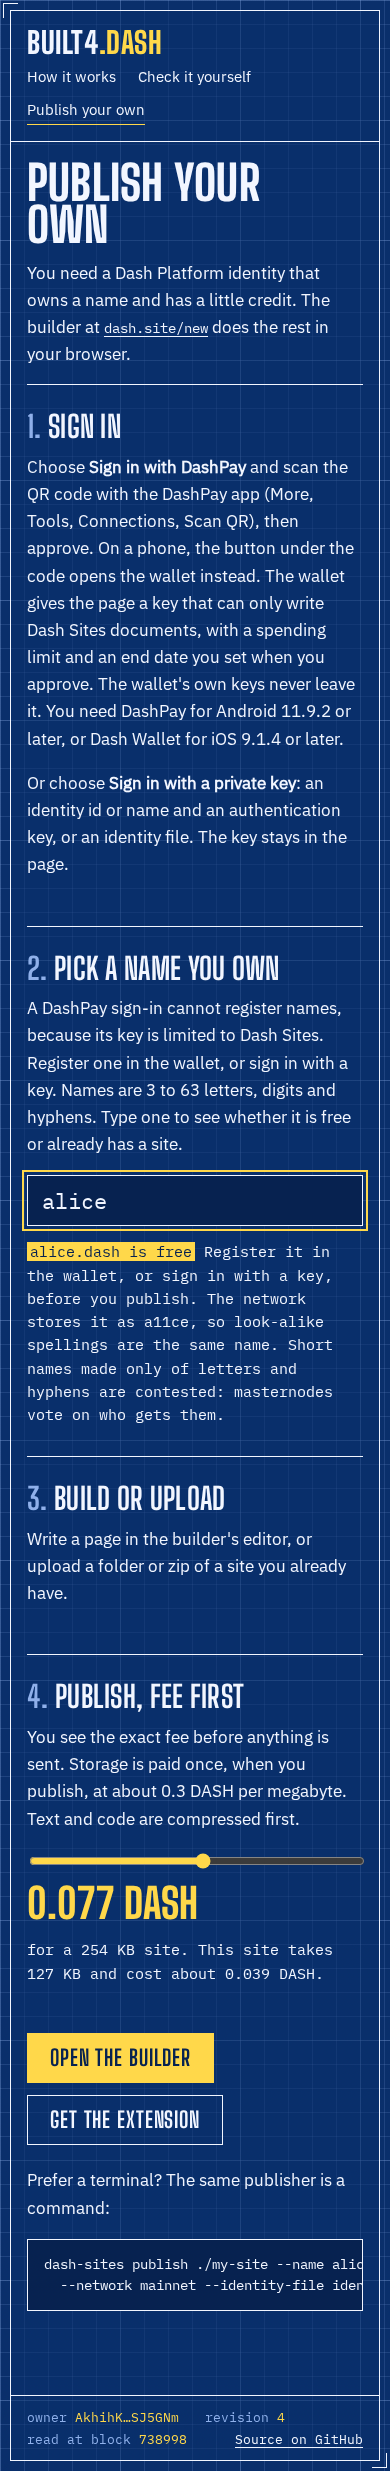 BUILT4.DASH
How it works Check it yourself
Publish your own
PUBLISH YOUR
OWN
You need a Dash Platform identity that
owns a name and has a little credit. The
builder at dash.site/new does the rest in
your browser.
1. SIGN IN
Choose Sign in with DashPay and scan the
QR code with the DashPay app (More,
Tools, Connections, Scan QR), then
approve. On a phone, the button under the
code opens the wallet instead. The wallet
gives the page a key that can only write
Dash Sites documents, with a spending
limit and an end date you set when you
approve. The wallet's own keys never leave
it. You need DashPay for Android 11.9.2 or
later, or Dash Wallet for iOS 9.1.4 or later.
Or choose Sign in with a private key: an
identity id or name and an authentication
key, or an identity file. The key stays in the
page.
2. PICK A NAME YOU OWN
A DashPay sign-in cannot register names,
because its key is limited to Dash Sites.
Register one in the wallet, or sign in with a
key. Names are 3 to 63 letters, digits and
hyphens. Type one to see whether it is free
or already has a site.
alice
alice.dash is free Register it in
the wallet, or sign in with a key,
before you publish. The network
stores it as a11ce, so look-alike
spellings are the same name. Short
names made only of letters and
hyphens are contested: masternodes
vote on who gets them.
3. BUILD OR UPLOAD
Write a page in the builder's editor, or
upload a folder or zip of a site you already
have.
4. PUBLISH, FEE FIRST
You see the exact fee before anything is
sent. Storage is paid once, when you
publish, at about 0.3 DASH per megabyte.
Text and code are compressed first.
0.077 DASH
for a 254 KB site. This site takes
127 KB and cost about 0.039 DASH.
OPEN THE BUILDER
GET THE EXTENSION
Prefer a terminal? The same publisher is a
command:
dash-sites publish ./my-site --name alic
--network mainnet --identity-file iden
owner AkhihK…SJ5GNm revision 4
read at block 738998 Source on GitHub